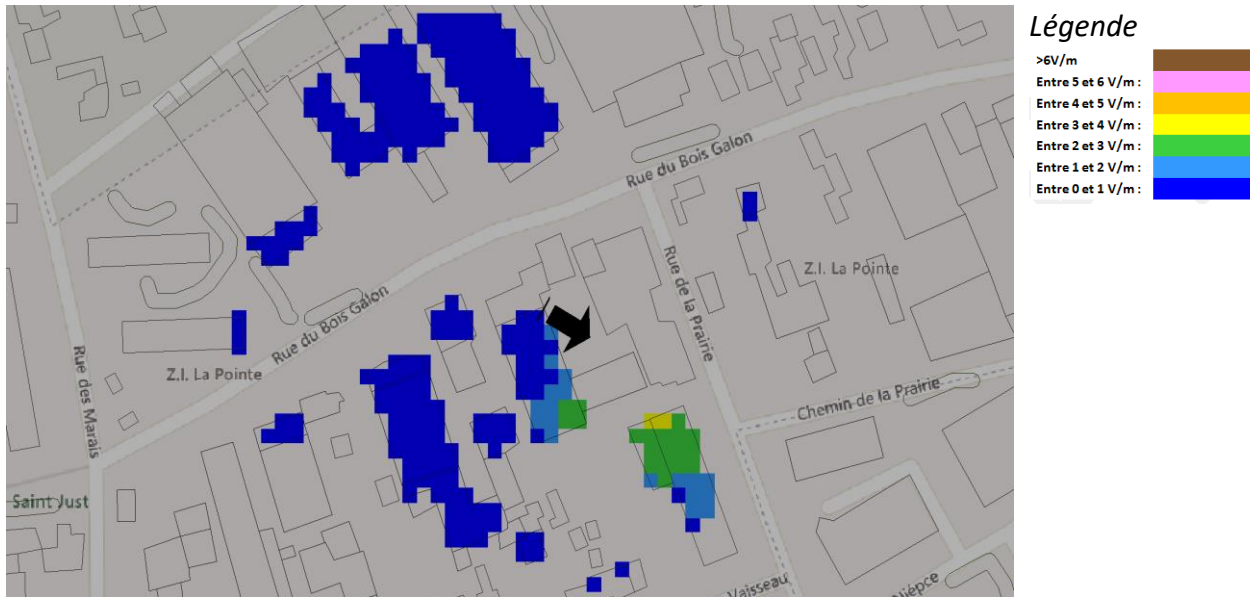 Légende
>6V/m
Entre 5 et 6 V/m :
Entre 4 et 5 V/m :
Entre 3 et 4 V/m :
Entre 2 et 3 V/m :
Entre 1 et 2 V/m :
Entre 0 et 1 V/m :
Rue du Bois Galon
Rue de la Prairie
Z.I. La Pointe
Rue du Bois Galon
Rue des Marais
Z.I. La Pointe
Chemin de la Prairie
Saint Just
Vaisseau
Niépce